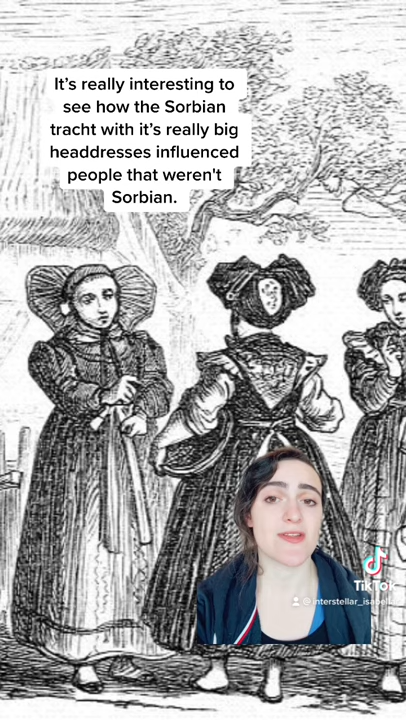 It's really interesting to
see how the Sorbian
tracht with it's really big
headdresses influenced
people that weren't
Sorbian.
TikTok
@interstellar_isabell